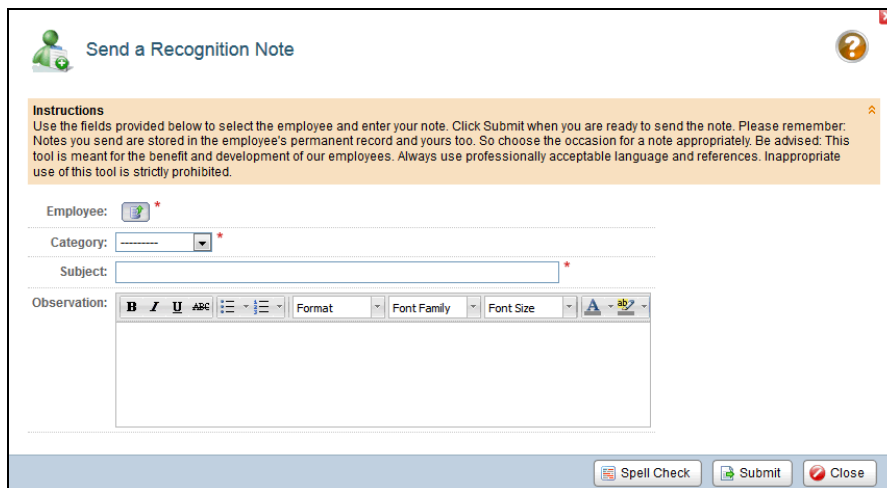 Send a Recognition Note
?
Instructions
Use the fields provided below to select the employee and enter your note. Click Submit when you are ready to send the note. Please remember:
Notes you send are stored in the employee's permanent record and yours too. So choose the occasion for a note appropriately. Be advised: This
tool is meant for the benefit and development of our employees. Always use professionally acceptable language and references. Inappropriate
use of this tool is strictly prohibited.
Employee: *
Category: --------- *
Subject: *
Observation: B I U ABC Format Font Family Font Size A ab
Spell Check Submit Close